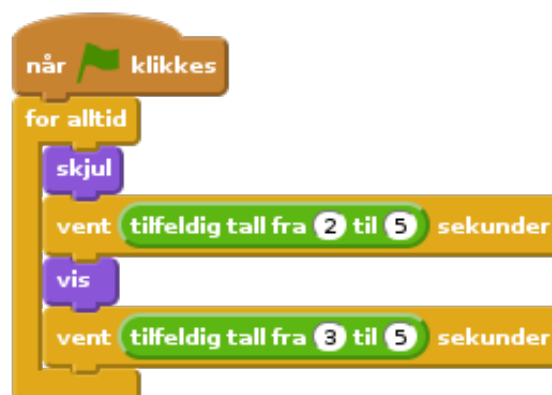 når klikkes
for alltid
skjul
vent tilfeldig tall fra 2 til 5 sekunder
vis
vent tilfeldig tall fra 3 til 5 sekunder